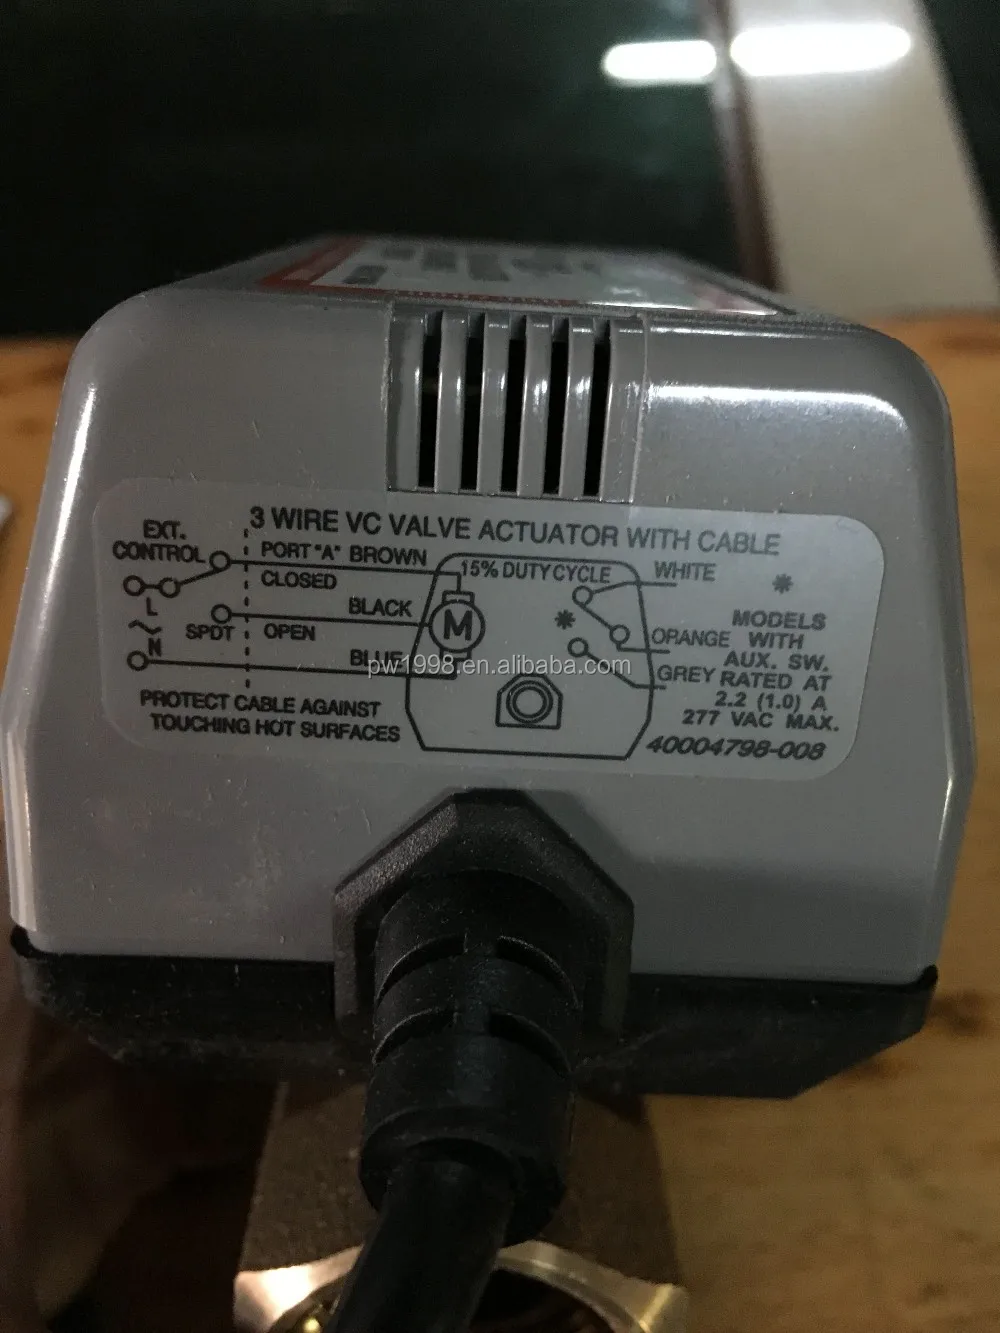 3 WIRE VC VALVE ACTUATOR WITH CABLE
EXT.
CONTROL
PORT "A" BROWN
CLOSED
15% DUTY CYCLE
WHITE
*
L
BLACK
*
MODELS
~
SPDT
OPEN
M
ORANGE WITH
AUX. SW.
N
BLUE
GREY RATED AT
2.2 (1.0) A
277 VAC MAX.
PROTECT CABLE AGAINST
TOUCHING HOT SURFACES
40004798-008
pw1998.en.alibaba.com